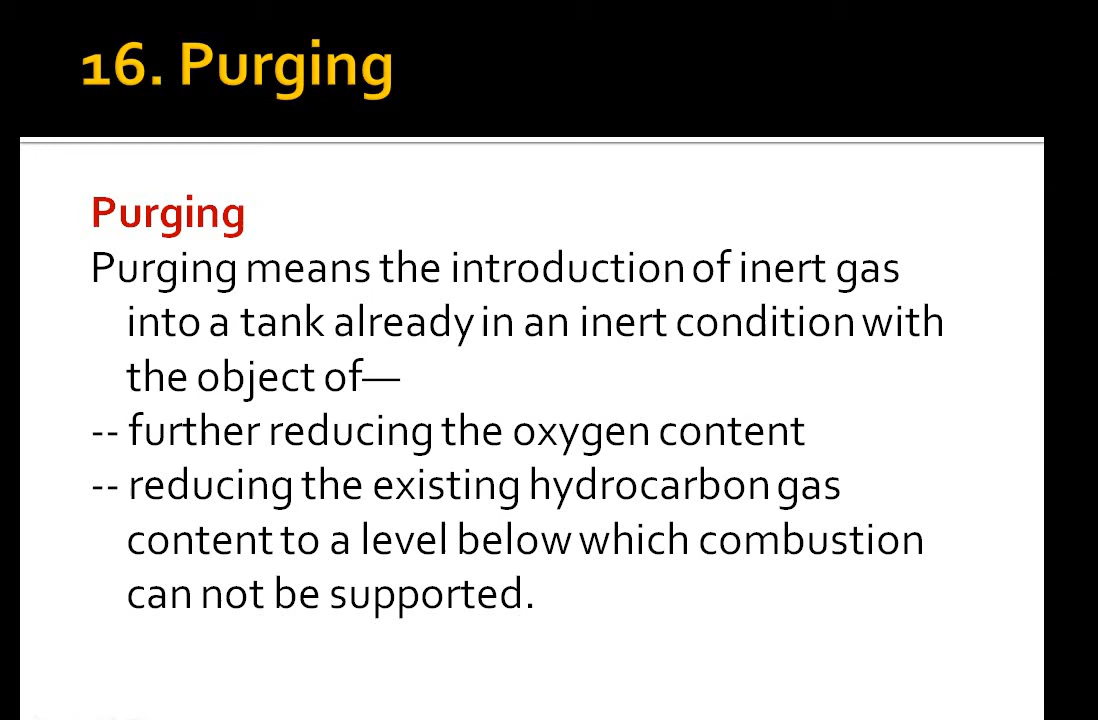 16. Purging
Purging
Purging means the introduction of inert gas
into a tank already in an inert condition with
the object of—
-- further reducing the oxygen content
-- reducing the existing hydrocarbon gas
content to a level below which combustion
can not be supported.